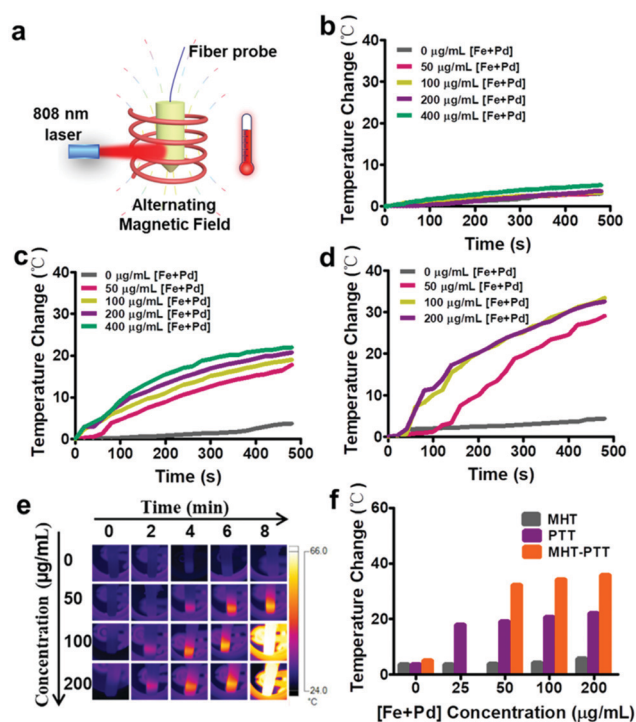 a
Fiber probe
808 nm
laser
Alternating
Magnetic Field
b
Temperature Change (℃)
40
30
20
10
0
0 μg/mL [Fe+Pd]
50 μg/mL [Fe+Pd]
100 μg/mL [Fe+Pd]
200 μg/mL [Fe+Pd]
400 μg/mL [Fe+Pd]
0 100 200 300 400 500
Time (s)
c
Temperature Change (℃)
40
30
20
10
0
0 μg/mL [Fe+Pd]
50 μg/mL [Fe+Pd]
100 μg/mL [Fe+Pd]
200 μg/mL [Fe+Pd]
400 μg/mL [Fe+Pd]
0 100 200 300 400 500
Time (s)
d
Temperature Change (℃)
40
30
20
10
0
0 μg/mL [Fe+Pd]
50 μg/mL [Fe+Pd]
100 μg/mL [Fe+Pd]
200 μg/mL [Fe+Pd]
0 100 200 300 400 500
Time (s)
e
Time (min)
0 2 4 6 8
Concentration (μg/mL)
0
50
100
200
66.0
24.0
°C
f
Temperature Change (℃)
60
40
20
0
MHT
PTT
MHT-PTT
0 25 50 100 200
[Fe+Pd] Concentration (μg/mL)